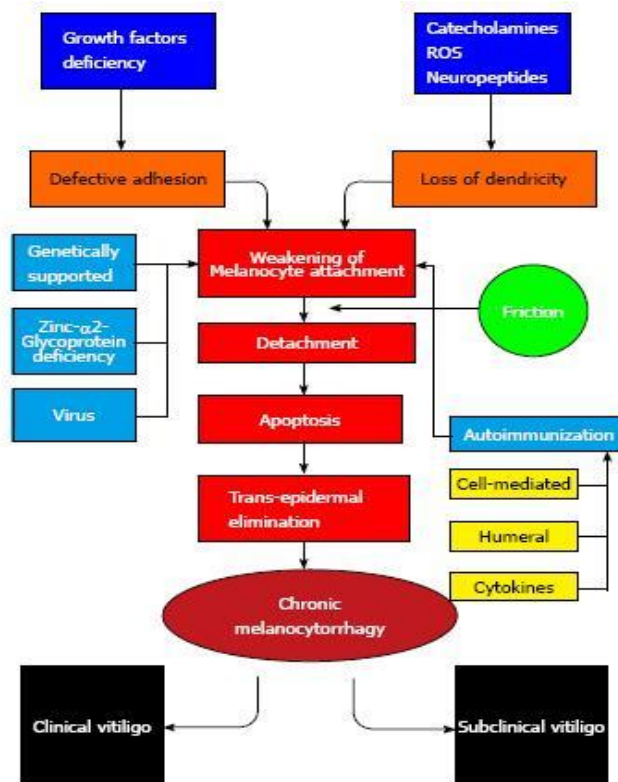 Growth factors
deficiency
Catecholamines
ROS
Neuropeptides
Defective adhesion
Loss of dendricity
Genetically
supported
Weakening of
Melanocyte attachment
Friction
Zinc-α2-
Glycoprotein
deficiency
Detachment
Virus
Apoptosis
Autoimmunization
Cell-mediated
Trans-epidermal
elimination
Humeral
Cytokines
Chronic
melanocytorrhagy
Clinical vitiligo
Subclinical vitiligo